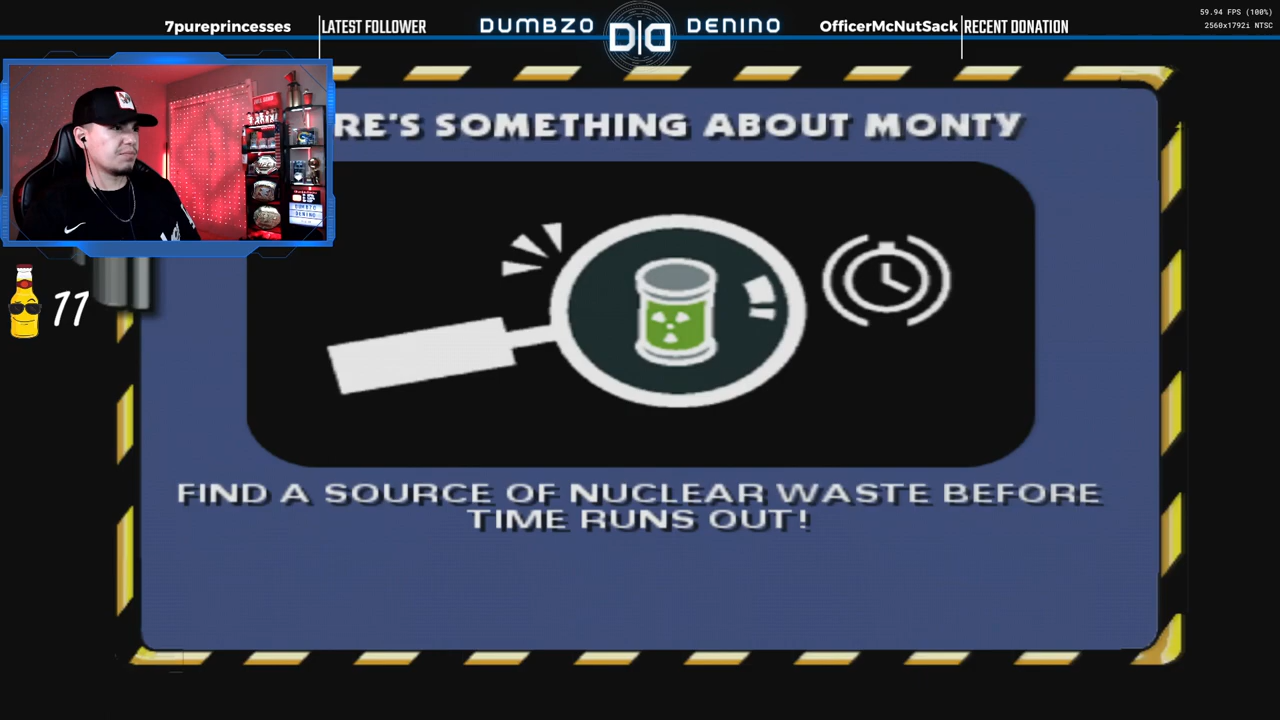 59.94 FPS (100%)
2560x1792i NTSC
7pureprincesses LATEST FOLLOWER
DUMBZO D|D DENINO
OfficerMcNutSack RECENT DONATION
RE'S SOMETHING ABOUT MONTY
11
FIND A SOURCE OF NUCLEAR WASTE BEFORE
TIME RUNS OUT!